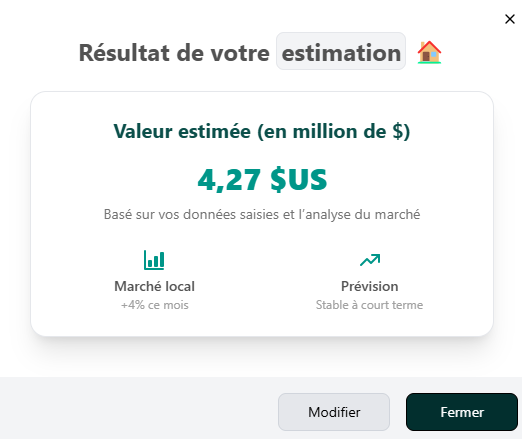 Résultat de votre estimation
Valeur estimée (en million de $)
4,27 $US
Basé sur vos données saisies et l'analyse du marché
Marché local
+4% ce mois
Prévision
Stable à court terme
Modifier
Fermer